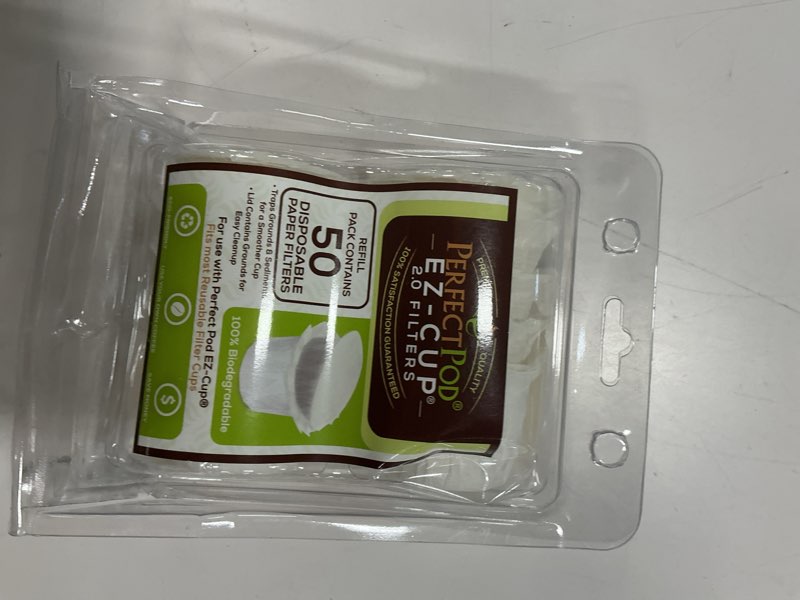 PERFECTPOD®
EZ-CUP®
2.0 FILTERS
QUALITY
100% SATISFACTION GUARANTEED
REFILL
PACK CONTAINS
50
DISPOSABLE
PAPER FILTERS
• Traps Grounds & Sediment
for a Smoother Cup
• Lid Contains Grounds for
Easy Cleanup
100% Biodegradable
For use with Perfect Pod EZ-Cup®
Fits most Reusable Filter Cups
SAVE MONEY